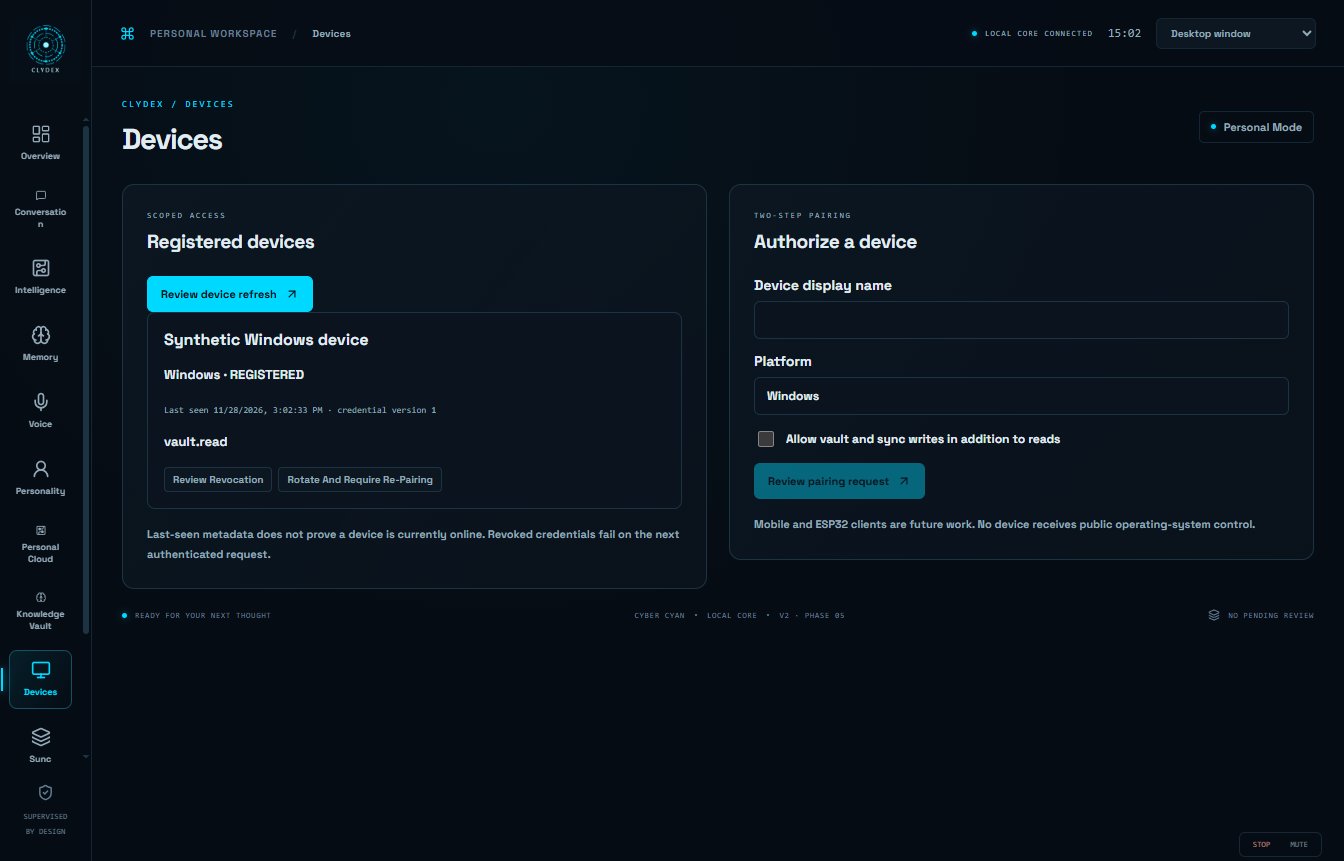 CLYDEX
PERSONAL WORKSPACE / Devices
LOCAL CORE CONNECTED 15:02 Desktop window
Overview
Conversatio
n
Intelligence
Memory
Voice
Personality
Personal
Cloud
Knowledge
Vault
Devices
Sync
SUPERVISED
BY DESIGN
CLYDEX / DEVICES
Devices
Personal Mode
SCOPED ACCESS
Registered devices
Review device refresh
Synthetic Windows device
Windows · REGISTERED
Last seen 11/28/2026, 3:02:33 PM · credential version 1
vault.read
Review Revocation Rotate And Require Re-Pairing
Last-seen metadata does not prove a device is currently online. Revoked credentials fail on the next
authenticated request.
TWO-STEP PAIRING
Authorize a device
Device display name
Platform
Windows
Allow vault and sync writes in addition to reads
Review pairing request
Mobile and ESP32 clients are future work. No device receives public operating-system control.
READY FOR YOUR NEXT THOUGHT
CYBER CYAN • LOCAL CORE • V2 · PHASE 05
NO PENDING REVIEW
STOP MUTE